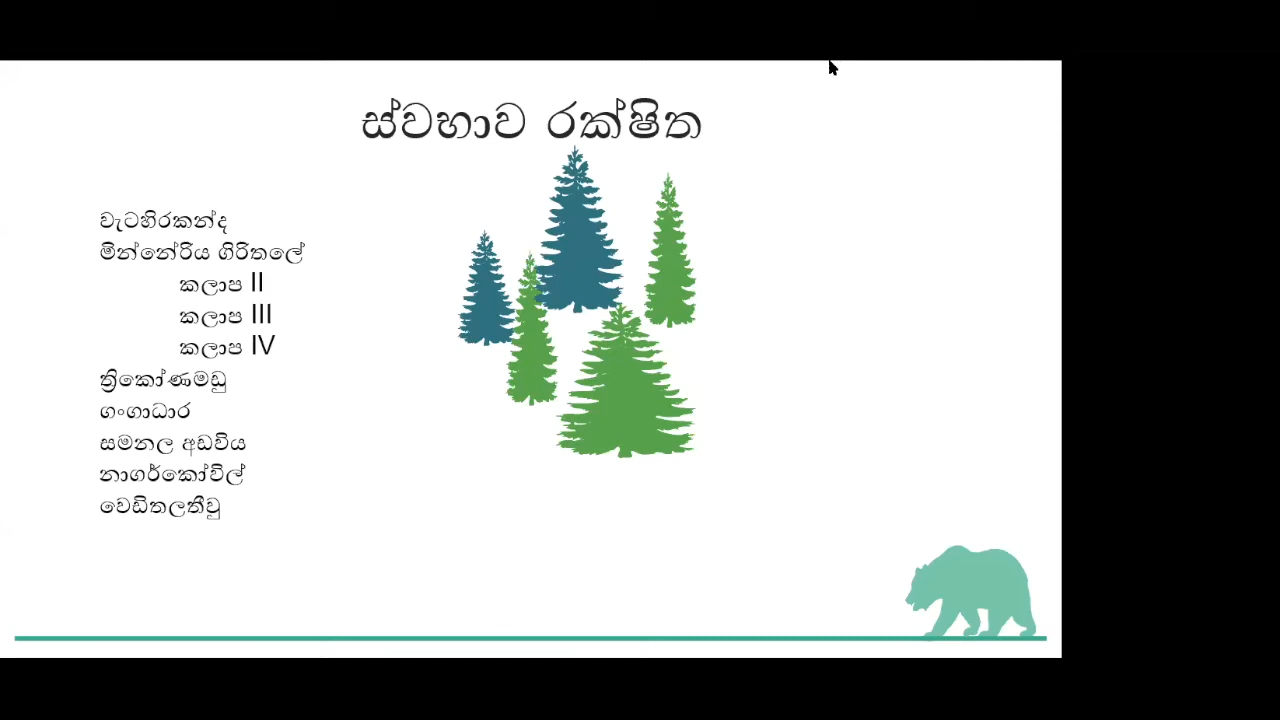 ස්වභාව රක්ෂිත
වැටහිරකන්ද
මින්නේරිය ගිරිතලේ
කලාප II
කලාප III
කලාප IV
ත්‍රිකෝණමඩු
ගංගාධාර
සමනල අඩවිය
නාගර්කෝවිල්
වෙඩිතලතීවු